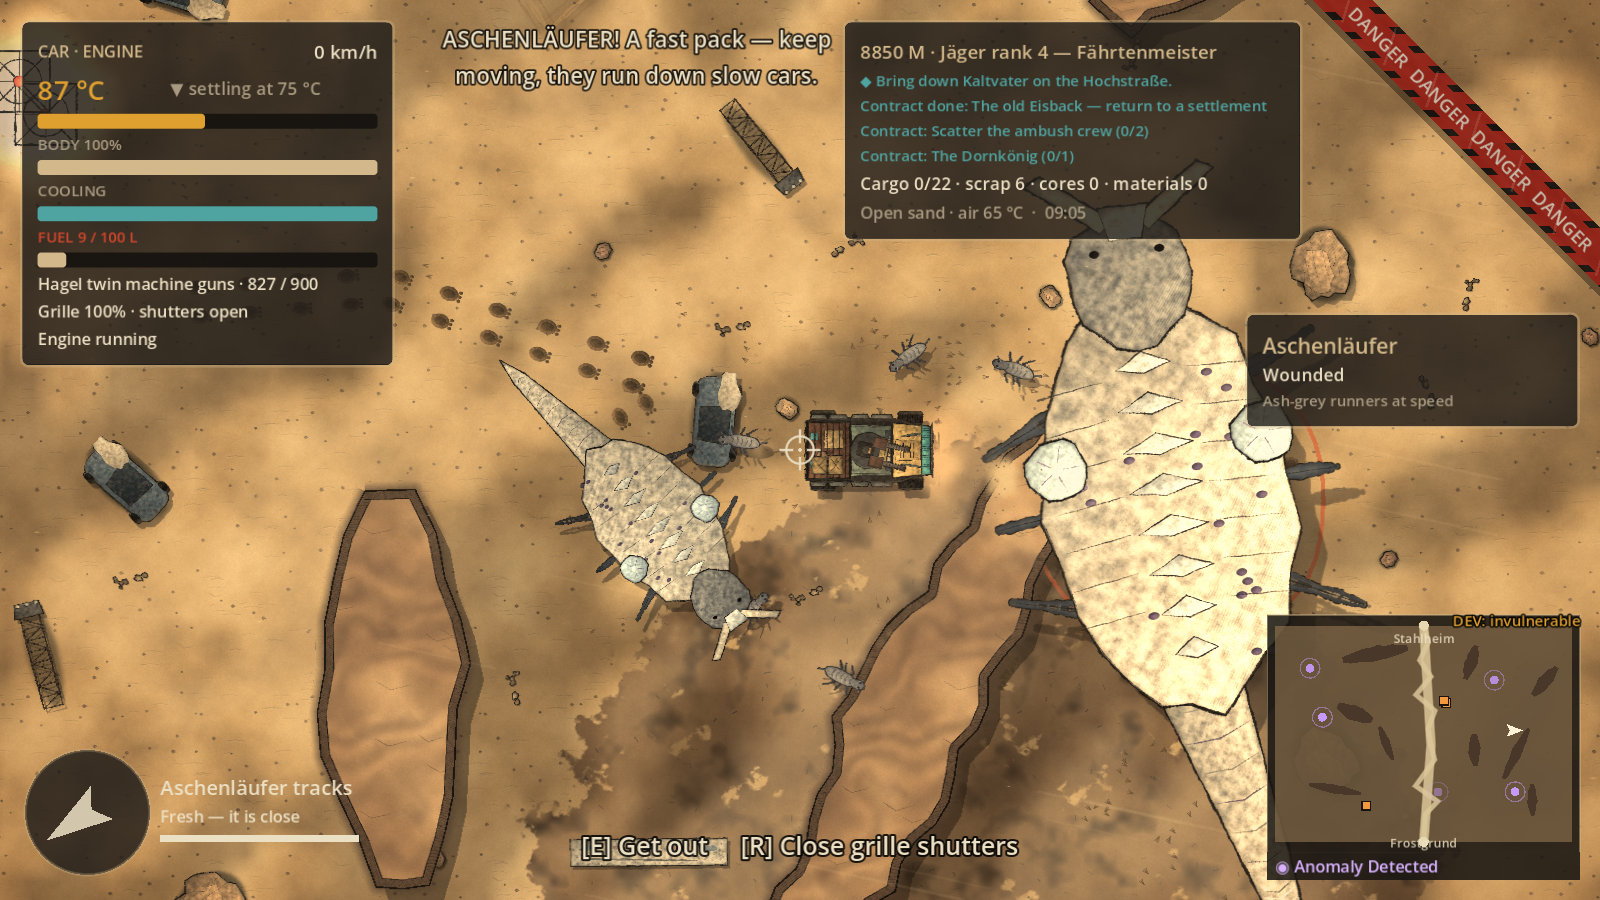 CAR · ENGINE
0 km/h
87 °C
▼ settling at 75 °C
BODY 100%
COOLING
FUEL 9 / 100 L
Hagel twin machine guns · 827 / 900
Grille 100% · shutters open
Engine running
ASCHENLÄUFER! A fast pack — keep
moving, they run down slow cars.
8850 M · Jäger rank 4 — Fährtenmeister
◆ Bring down Kaltvater on the Hochstraße.
Contract done: The old Eisback — return to a settlement
Contract: Scatter the ambush crew (0/2)
Contract: The Dornkönig (0/1)
Cargo 0/22 · scrap 6 · cores 0 · materials 0
Open sand · air 65 °C · 09:05
DANGER DANGER DANGER DANGER
Aschenläufer
Wounded
Ash-grey runners at speed
Aschenläufer tracks
Fresh — it is close
[E] Get out [R] Close grille shutters
DEV: invulnerable
Stahlheim
Frostgrund
Anomaly Detected